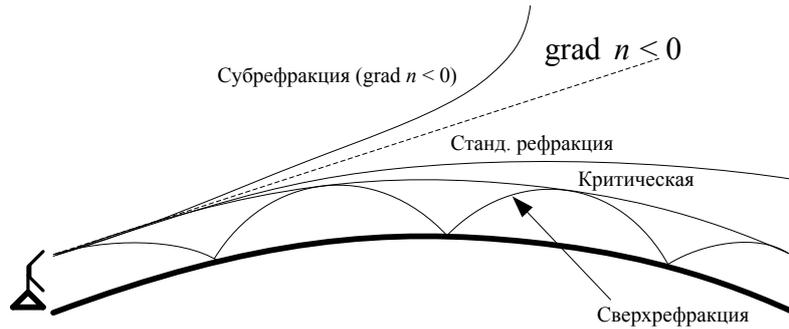 grad n < 0
Субрефракция (grad n < 0)
Станд. рефракция
Критическая
Сверхрефракция